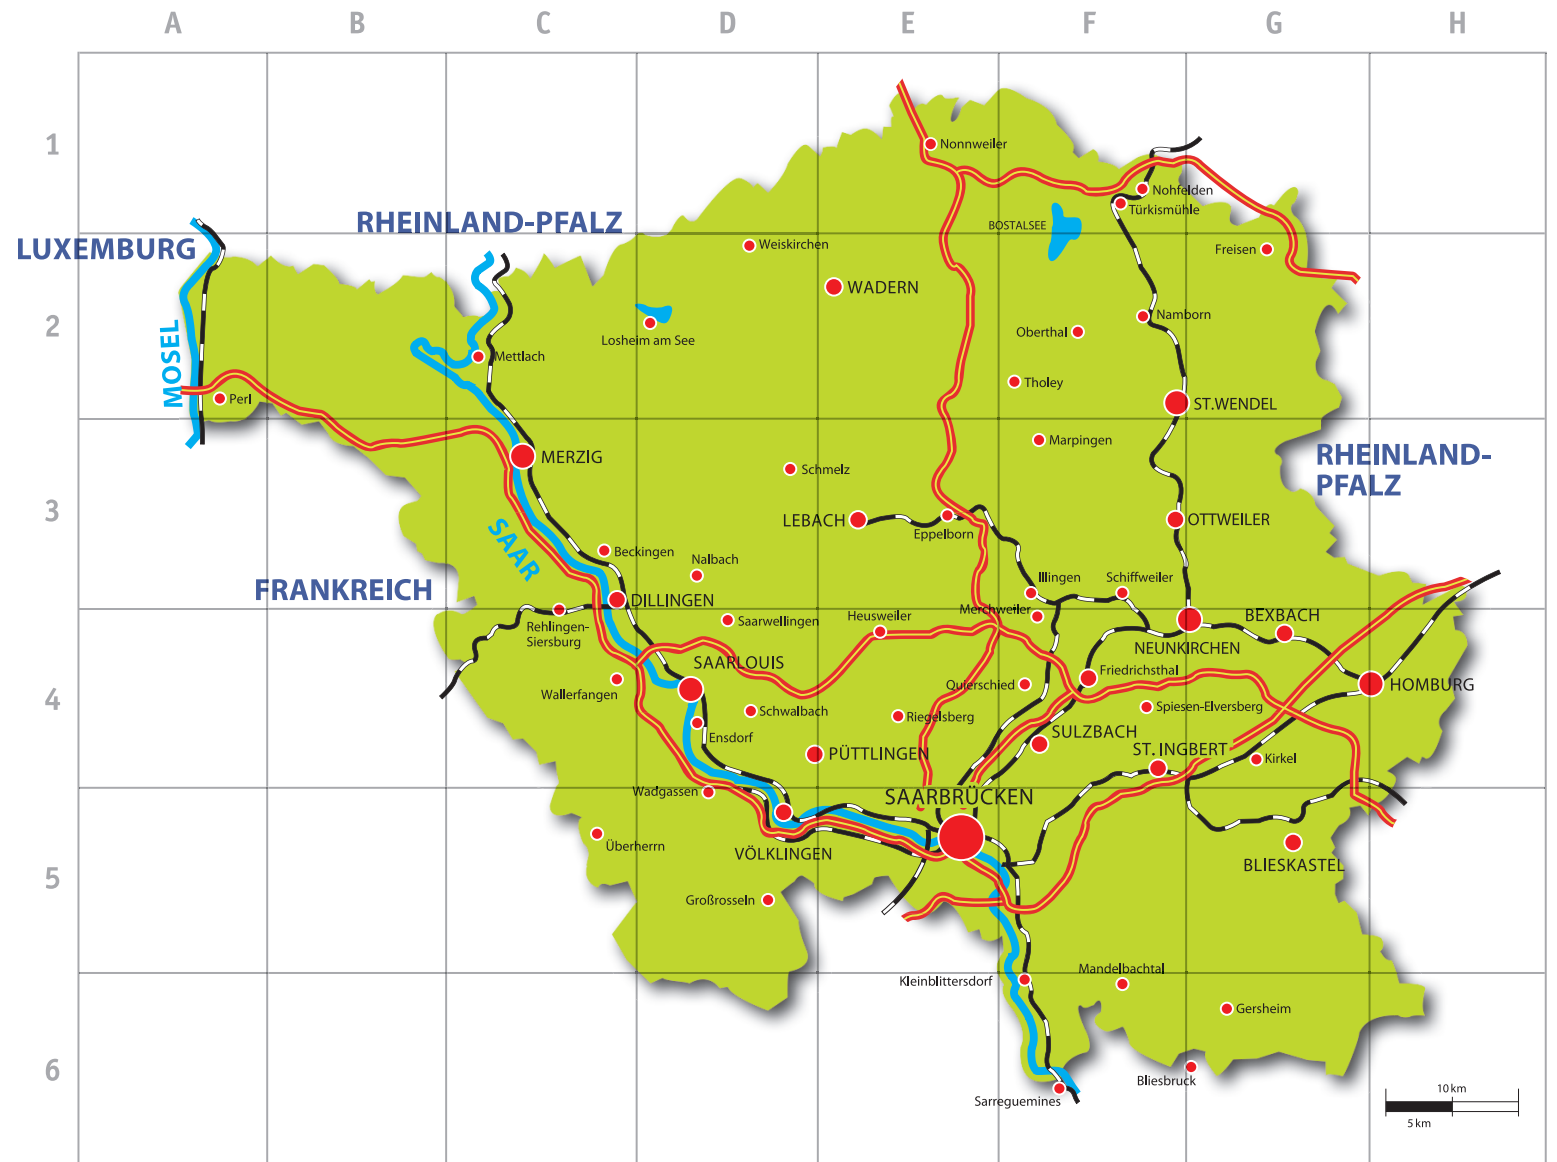 A B C D E F G H
1
Nonnweiler
Nohfelden
Türkismühle
RHEINLAND-PFALZ
BOSTALSEE
LUXEMBURG
Weiskirchen
Freisen
WADERN
2
Namborn
Oberthal
Losheim am See
MOSEL
Mettlach
Tholey
Perl
ST.WENDEL
Marpingen
MERZIG
RHEINLAND-
PFALZ
Schmelz
3
LEBACH
OTTWEILER
Eppelborn
SAAR
Beckingen
Nalbach
Illingen
Schiffweiler
FRANKREICH
DILLINGEN
Merchweiler
Heusweiler
BEXBACH
Saarwellingen
Rehlingen-
Siersburg
NEUNKIRCHEN
SAARLOUIS
Friedrichsthal
Quierschied
HOMBURG
Wallerfangen
4
Schwalbach
Riegelsberg
Spiesen-Elversberg
Ensdorf
SULZBACH
PÜTTLINGEN
ST. INGBERT
Kirkel
Wadgassen
SAARBRÜCKEN
Überherrn
VÖLKLINGEN
BLIESKASTEL
5
Großrosseln
Mandelbachtal
Kleinblittersdorf
Gersheim
6
Bliesbruck
Sarreguemines
10 km
5 km